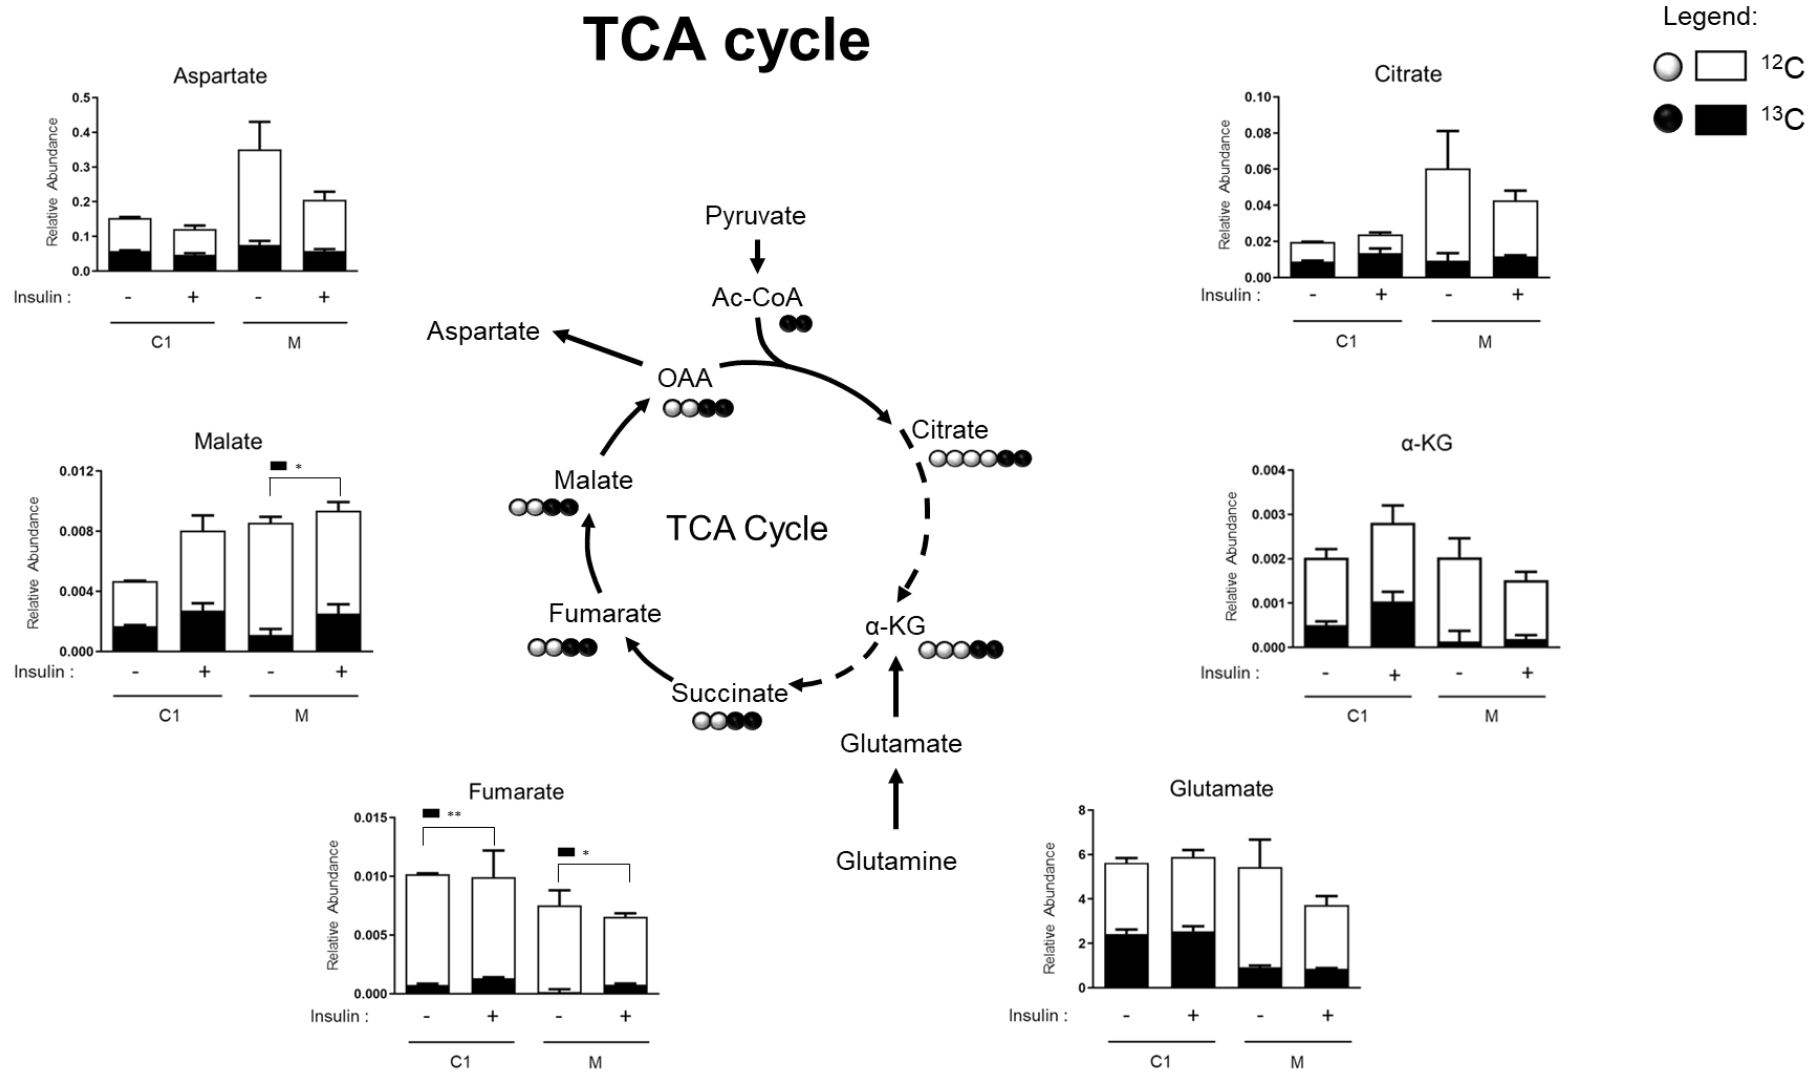 TCA cycle
Legend:
¹²C
¹³C
Aspartate
Relative Abundance
0.5
0.4
0.3
0.2
0.1
0.0
Insulin : - + - +
C1 M
Citrate
Relative Abundance
0.10
0.08
0.06
0.04
0.02
0.00
Insulin : - + - +
C1 M
Pyruvate
Ac-CoA
Aspartate
OAA
Citrate
Malate
TCA Cycle
Fumarate
α-KG
Succinate
Glutamate
Glutamine
Malate
*
Relative Abundance
0.012
0.008
0.004
0.000
Insulin : - + - +
C1 M
α-KG
Relative Abundance
0.004
0.003
0.002
0.001
0.000
Insulin : - + - +
C1 M
Fumarate
**
*
Relative Abundance
0.015
0.010
0.005
0.000
Insulin : - + - +
C1 M
Glutamate
Relative Abundance
8
6
4
2
0
Insulin : - + - +
C1 M